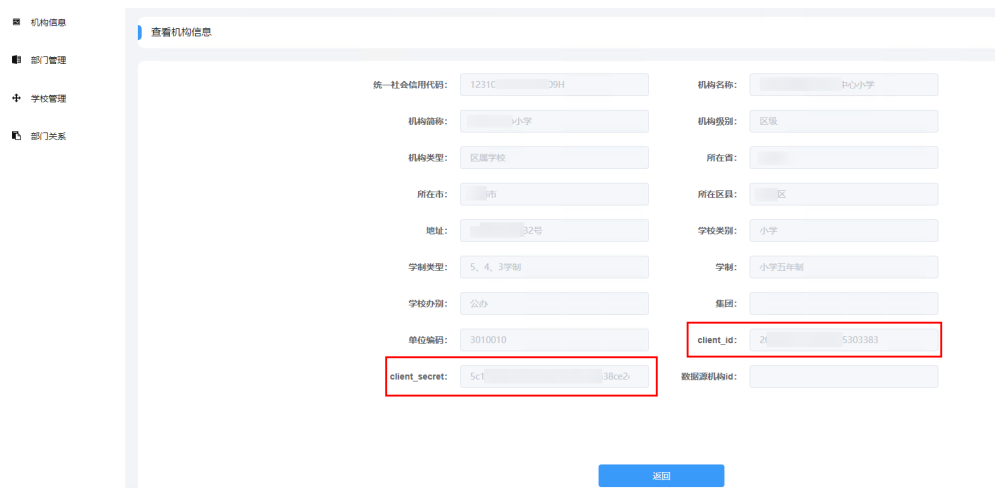 机构信息
查看机构信息
部门管理
统一社会信用代码： 1231 09H 机构名称： 中心小学
学校管理
机构简称： 小学 机构级别： 区级
部门关系
机构类型： 区属学校 所在省：
所在市： 市 所在区县： 区
地址： 32号 学校类别： 小学
学制类型： 5、4、3学制 学制： 小学五年制
学校办别： 公办 集团：
单位编码： 3010010 client_id： 2 5303383
client_secret： 5c1 38ce2 数据源机构id：
返回